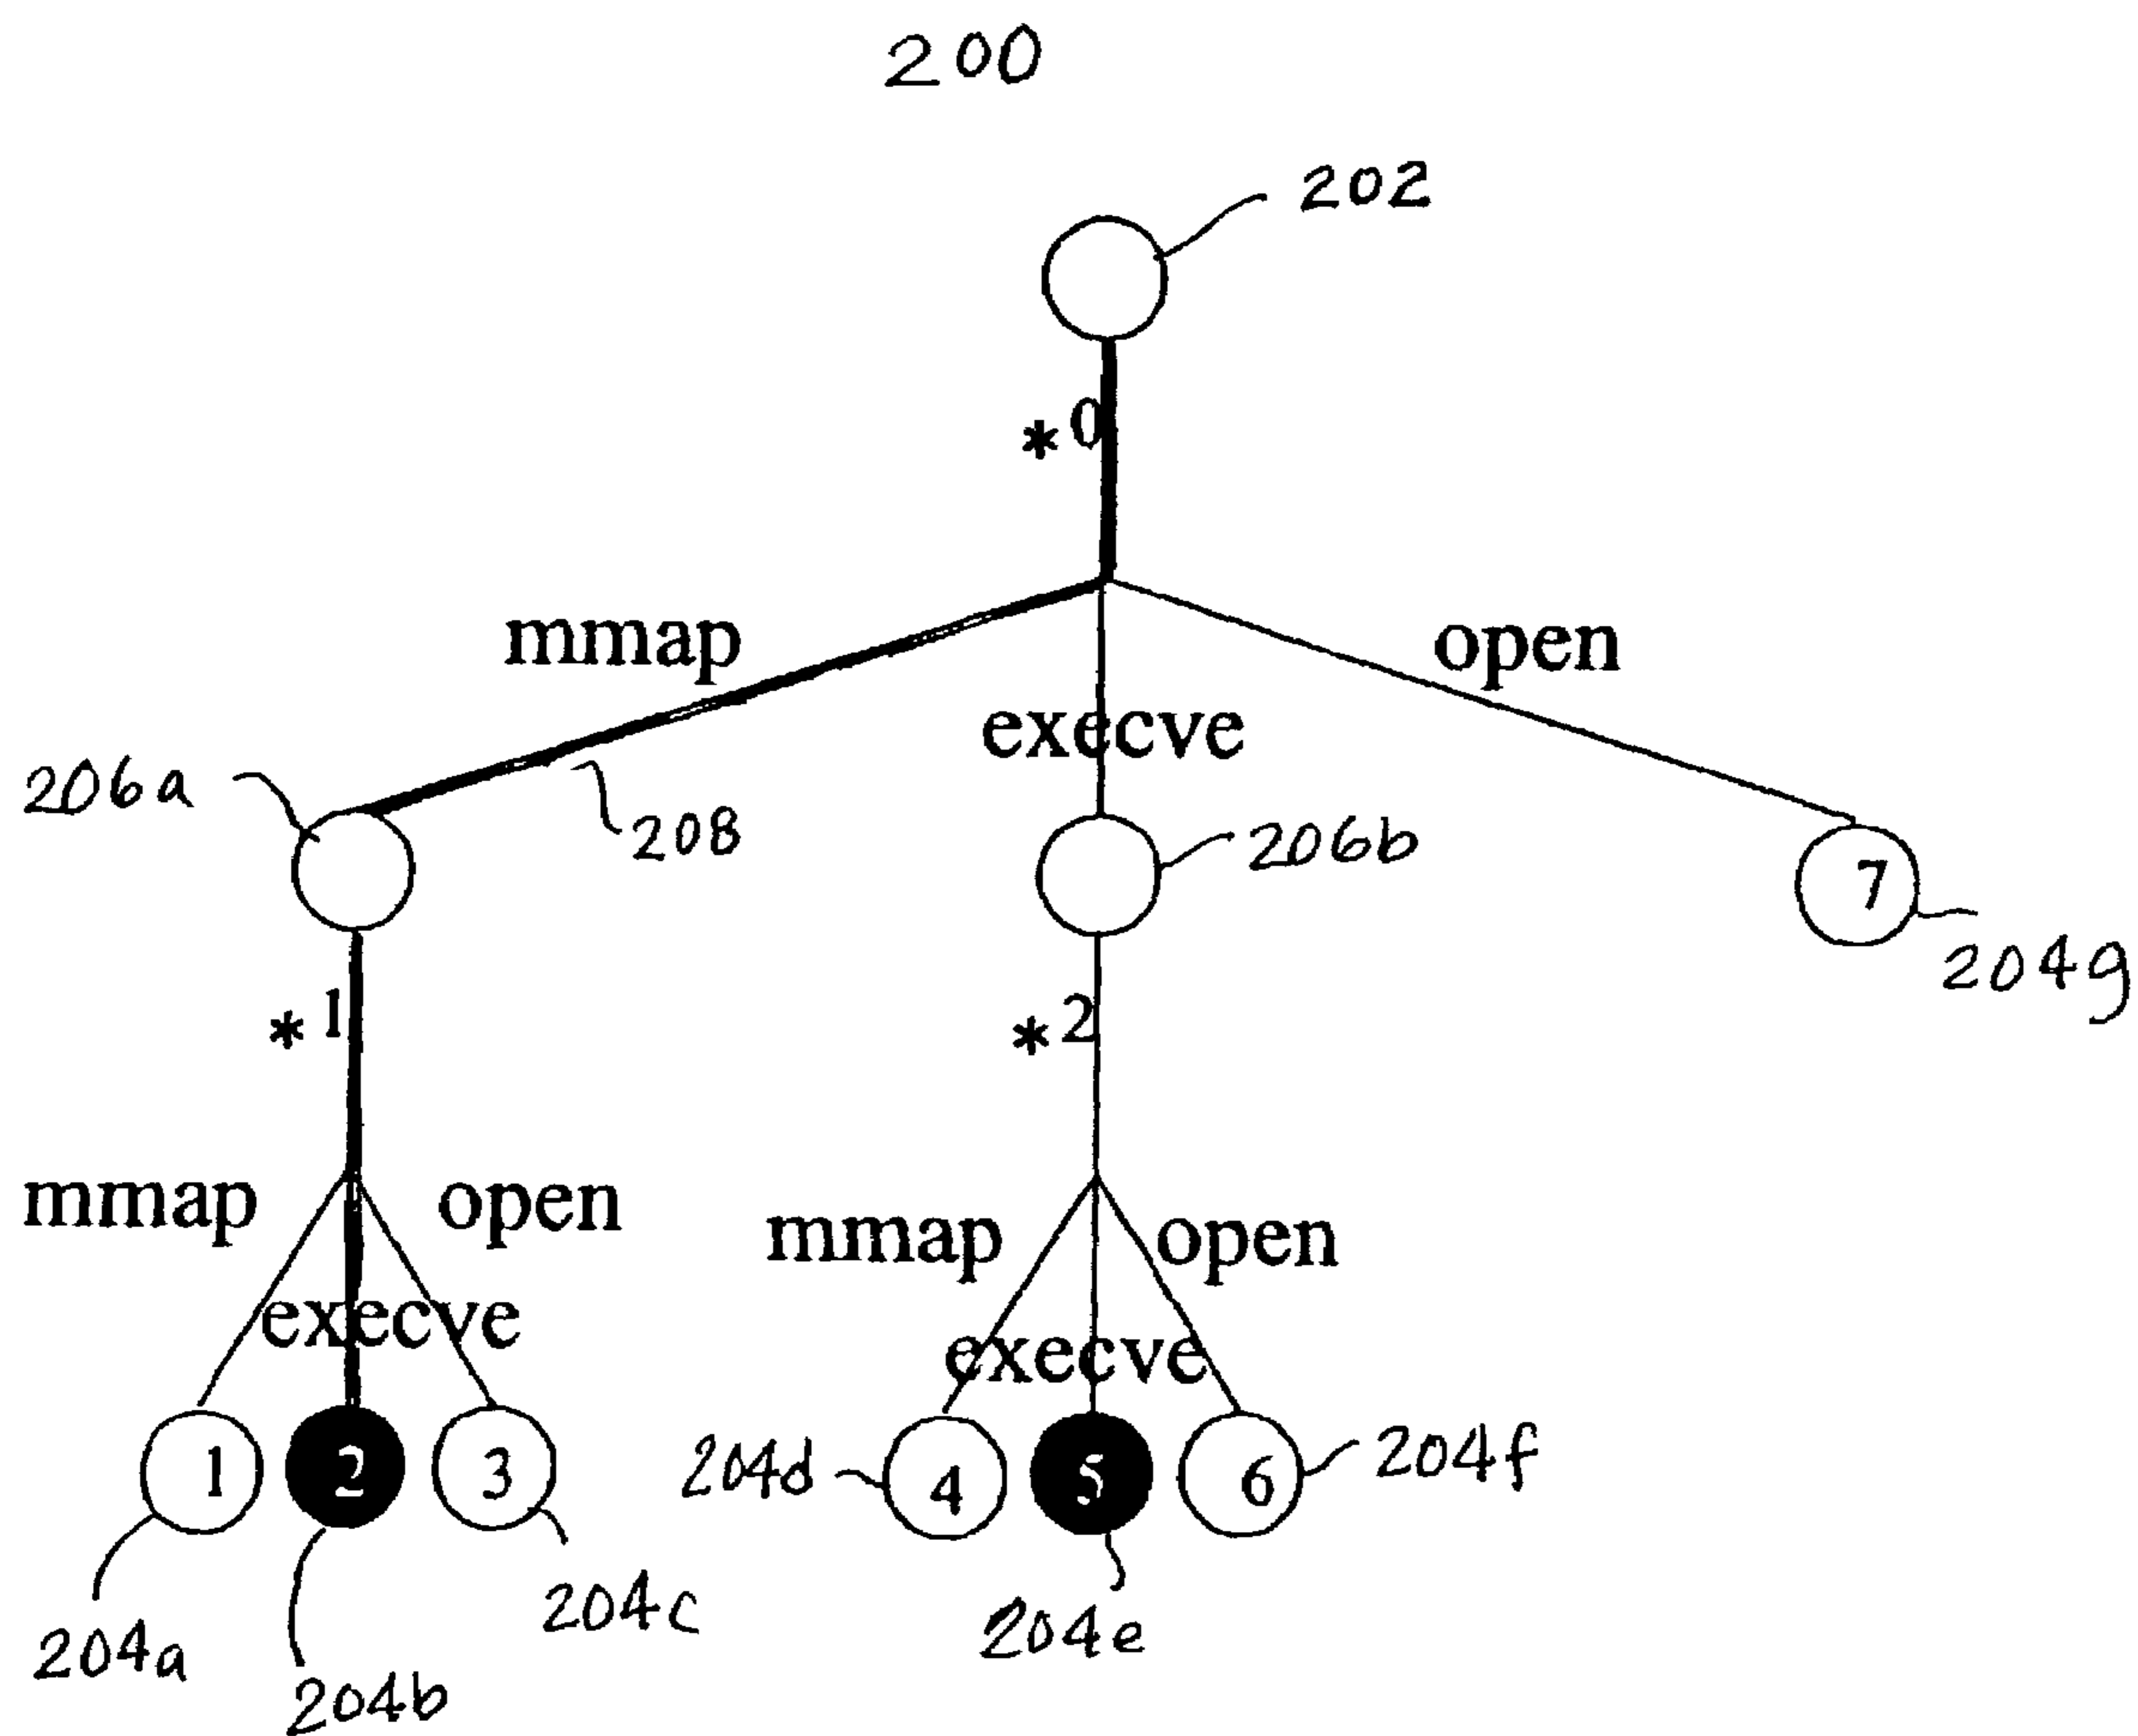 200
202
*0
mmap
open
execve
206a
208
206b
7
204g
*1
*2
mmap
open
mmap
open
execve
execve
1
2
3
204d
4
5
6
204f
204a
204b
204c
204e